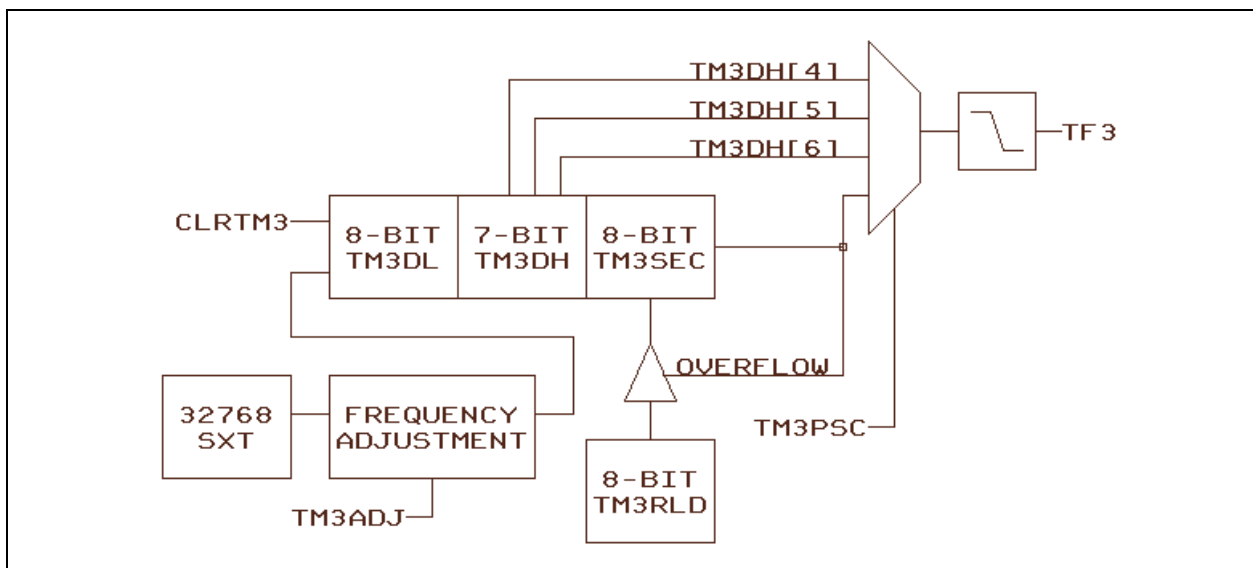 TM3DH[4]
TM3DH[5]
TM3DH[6]
CLRTM3
8-BIT
TM3DL
7-BIT
TM3DH
8-BIT
TM3SEC
TF3
OVERFLOW
32768
SXT
FREQUENCY
ADJUSTMENT
TM3PSC
8-BIT
TM3RLD
TM3ADJ